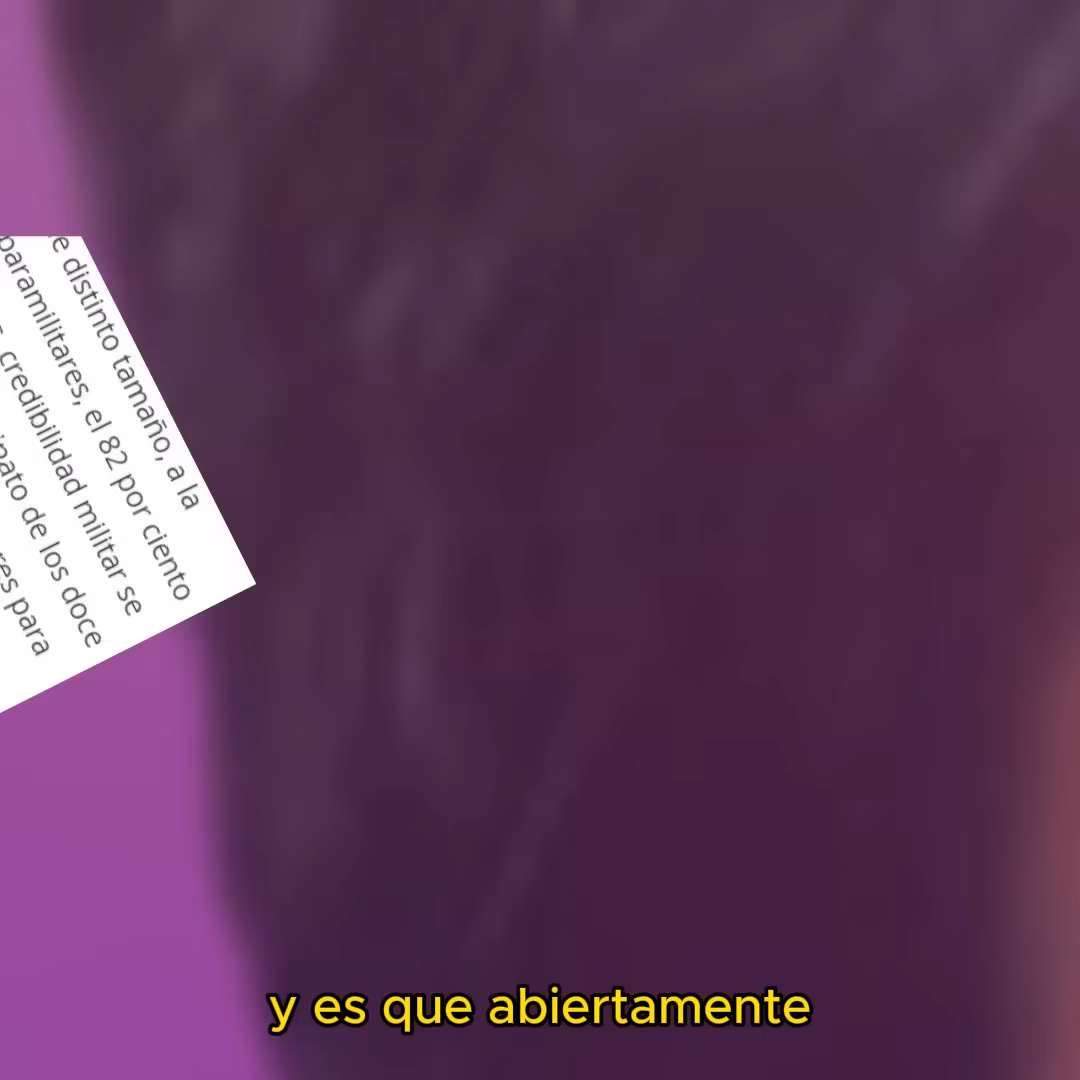 e distinto tamaño, a la
paramilitares, el 82 por ciento
credibilidad militar se
de los doce
para
y es que abiertamente